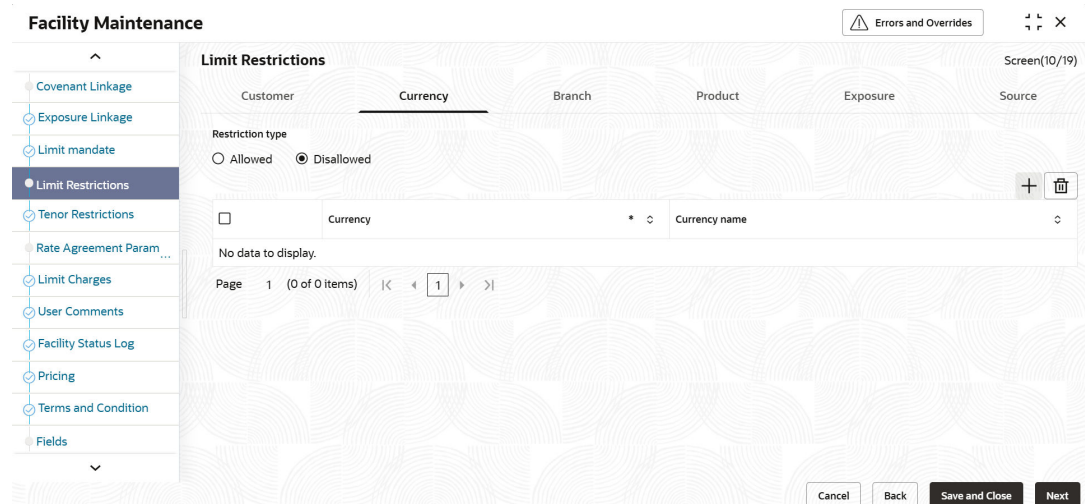 Facility Maintenance
Errors and Overrides
Covenant Linkage
Exposure Linkage
Limit mandate
Limit Restrictions
Tenor Restrictions
Rate Agreement Param...
Limit Charges
User Comments
Facility Status Log
Pricing
Terms and Condition
Fields
Limit Restrictions
Screen(10/19)
Customer Currency Branch Product Exposure Source
Restriction type
Allowed Disallowed
Currency * Currency name
No data to display.
Page 1 (0 of 0 items) 1
Cancel Back Save and Close Next